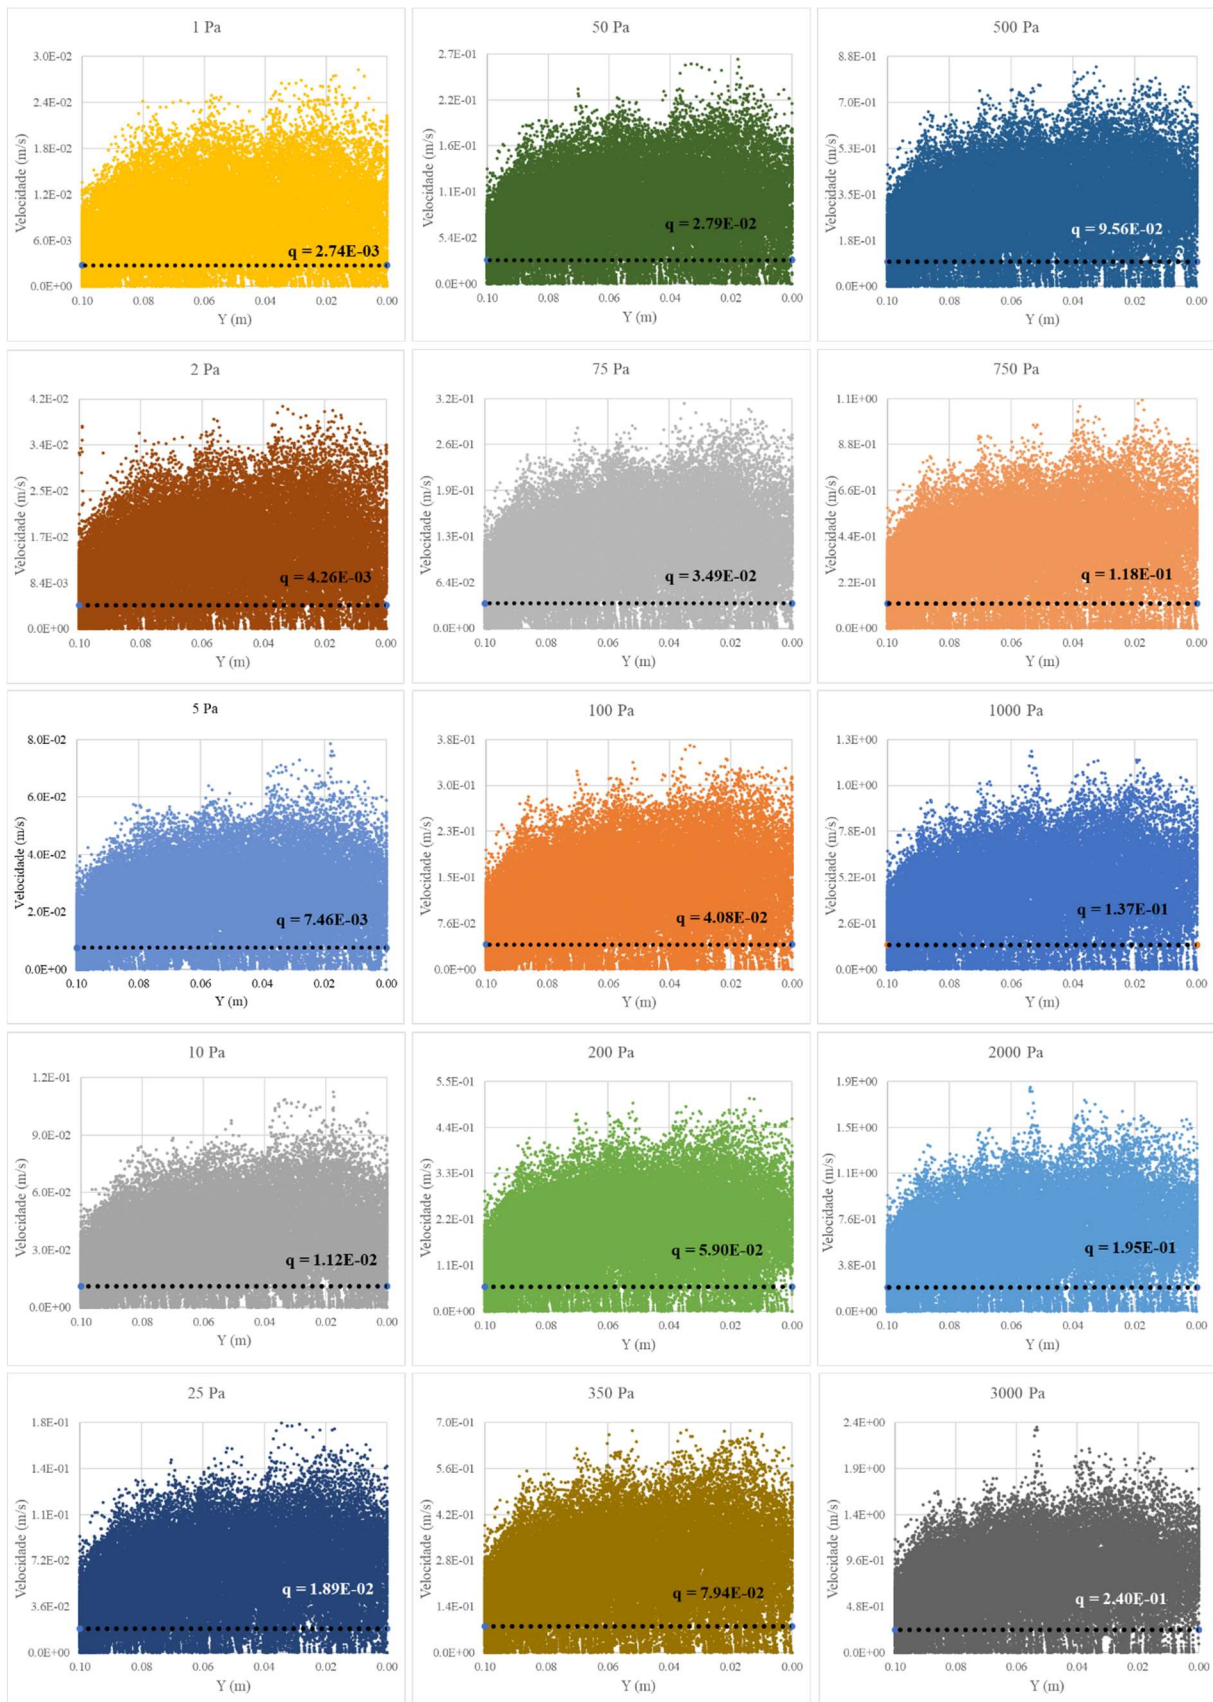 1 Pa
3.0E-02
2.4E-02
1.8E-02
1.2E-02
6.0E-03
0.0E+00
Velocidade (m/s)
q = 2.74E-03
0.10 0.08 0.06 0.04 0.02 0.00
Y (m)
50 Pa
2.7E-01
2.2E-01
1.6E-01
1.1E-01
5.4E-02
0.0E+00
Velocidade (m/s)
q = 2.79E-02
0.10 0.08 0.06 0.04 0.02 0.00
Y (m)
500 Pa
8.8E-01
7.0E-01
5.3E-01
3.5E-01
1.8E-01
0.0E+00
Velocidade (m/s)
q = 9.56E-02
0.10 0.08 0.06 0.04 0.02 0.00
Y (m)
2 Pa
4.2E-02
3.4E-02
2.5E-02
1.7E-02
8.4E-03
0.0E+00
Velocidade (m/s)
q = 4.26E-03
0.10 0.08 0.06 0.04 0.02 0.00
Y (m)
75 Pa
3.2E-01
2.6E-01
1.9E-01
1.3E-01
6.4E-02
0.0E+00
Velocidade (m/s)
q = 3.49E-02
0.10 0.08 0.06 0.04 0.02 0.00
Y (m)
750 Pa
1.1E+00
8.8E-01
6.6E-01
4.4E-01
2.2E-01
0.0E+00
Velocidade (m/s)
q = 1.18E-01
0.10 0.08 0.06 0.04 0.02 0.00
Y (m)
5 Pa
8.0E-02
6.0E-02
4.0E-02
2.0E-02
0.0E+00
Velocidade (m/s)
q = 7.46E-03
0.10 0.08 0.06 0.04 0.02 0.00
Y (m)
100 Pa
3.8E-01
3.0E-01
2.3E-01
1.5E-01
7.6E-02
0.0E+00
Velocidade (m/s)
q = 4.08E-02
0.10 0.08 0.06 0.04 0.02 0.00
Y (m)
1000 Pa
1.3E+00
1.0E+00
7.8E-01
5.2E-01
2.6E-01
0.0E+00
Velocidade (m/s)
q = 1.37E-01
0.10 0.08 0.06 0.04 0.02 0.00
Y (m)
10 Pa
1.2E-01
9.0E-02
6.0E-02
3.0E-02
0.0E+00
Velocidade (m/s)
q = 1.12E-02
0.10 0.08 0.06 0.04 0.02 0.00
Y (m)
200 Pa
5.5E-01
4.4E-01
3.3E-01
2.2E-01
1.1E-01
0.0E+00
Velocidade (m/s)
q = 5.90E-02
0.10 0.08 0.06 0.04 0.02 0.00
Y (m)
2000 Pa
1.9E+00
1.5E+00
1.1E+00
7.6E-01
3.8E-01
0.0E+00
Velocidade (m/s)
q = 1.95E-01
0.10 0.08 0.06 0.04 0.02 0.00
Y (m)
25 Pa
1.8E-01
1.4E-01
1.1E-01
7.2E-02
3.6E-02
0.0E+00
Velocidade (m/s)
q = 1.89E-02
0.10 0.08 0.06 0.04 0.02 0.00
Y (m)
350 Pa
7.0E-01
5.6E-01
4.2E-01
2.8E-01
1.4E-01
0.0E+00
Velocidade (m/s)
q = 7.94E-02
0.10 0.08 0.06 0.04 0.02 0.00
Y (m)
3000 Pa
2.4E+00
1.9E+00
1.4E+00
9.6E-01
4.8E-01
0.0E+00
Velocidade (m/s)
q = 2.40E-01
0.10 0.08 0.06 0.04 0.02 0.00
Y (m)